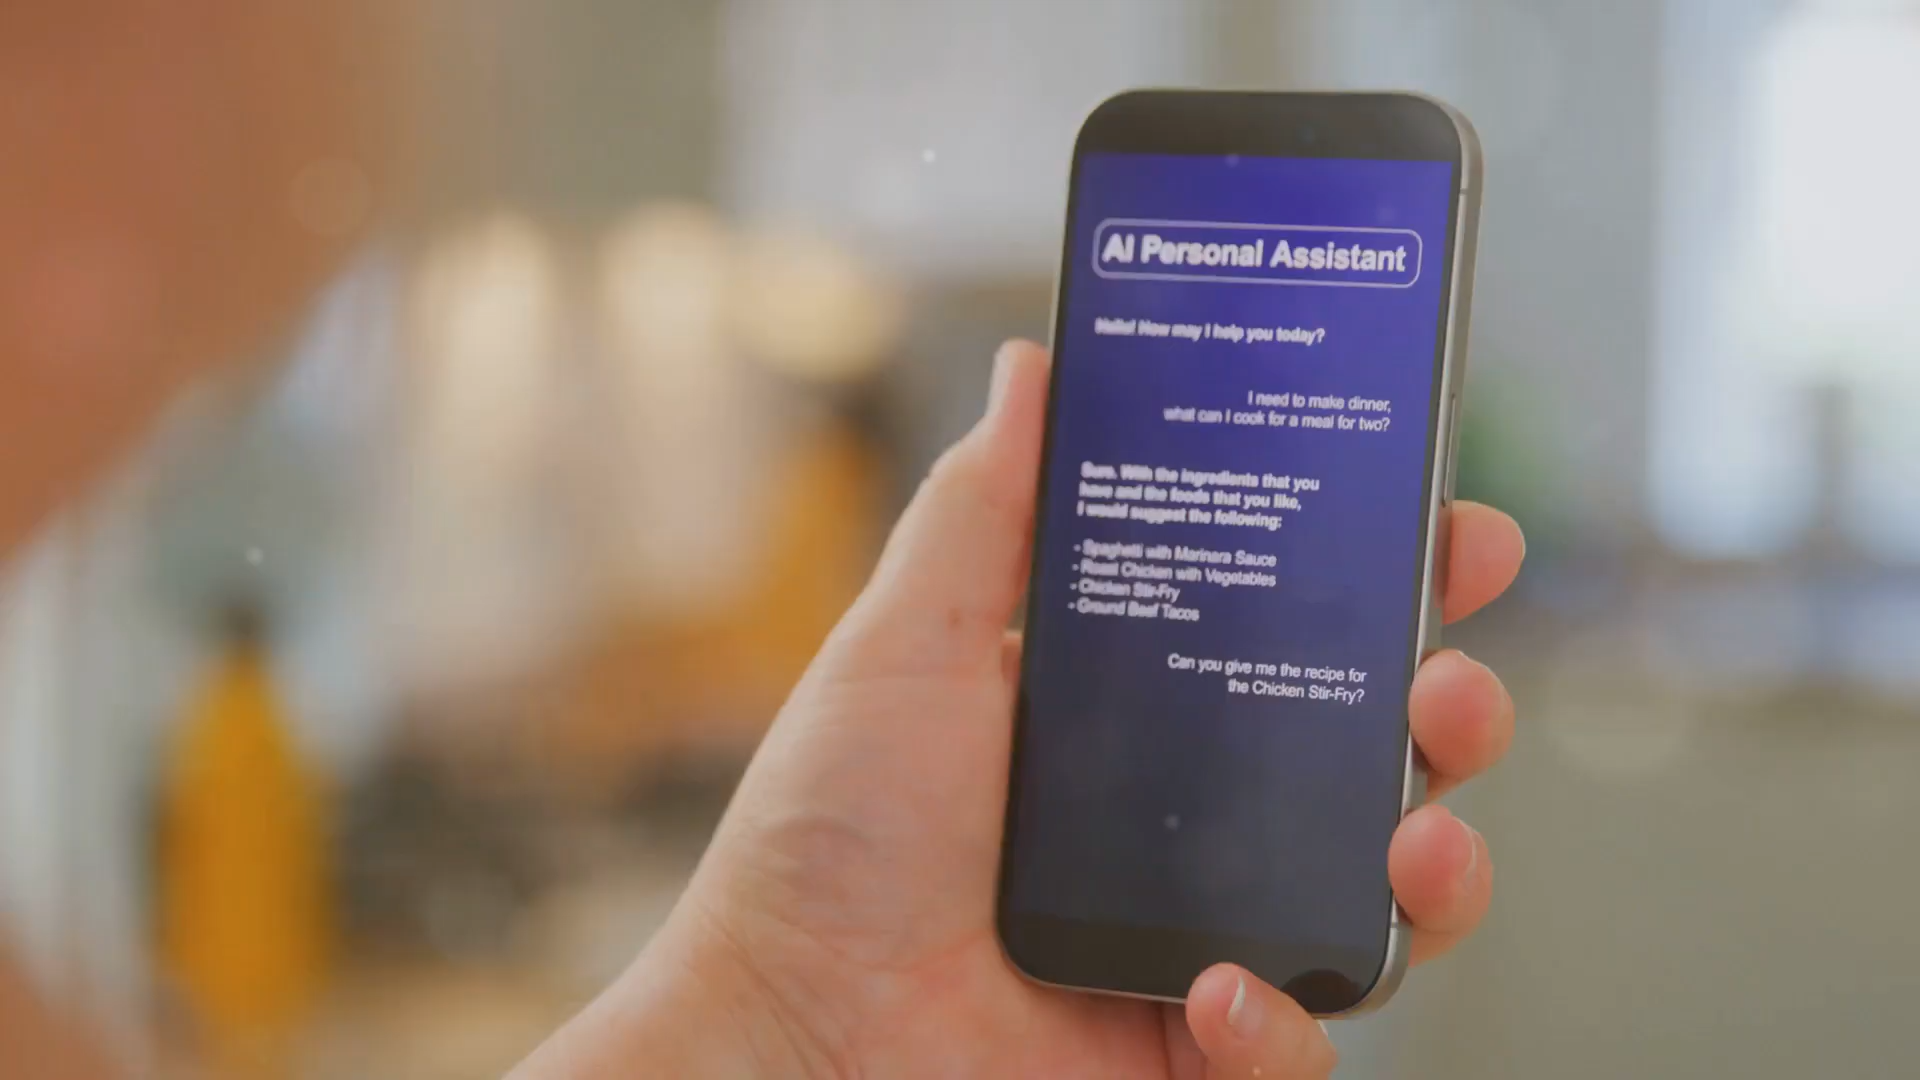 AI Personal Assistant
Hello! How may I help you today?
I need to make dinner,
what can I cook for a meal for two?
Sure. With the ingredients that you
have and the foods that you like,
I would suggest the following:
- Spaghetti with Marinara Sauce
- Roast Chicken with Vegetables
- Chicken Stir-Fry
- Ground Beef Tacos
Can you give me the recipe for
the Chicken Stir-Fry?